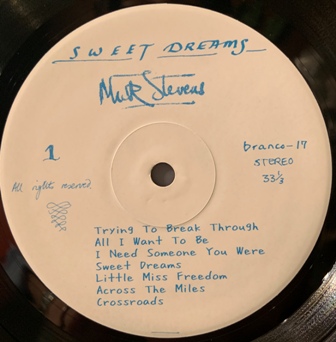 SWEET DREAMS
Mark Stevens
1
branco-17
STEREO
33⅓
All rights reserved
Trying To Break Through
All I Want To Be
I Need Someone You Were
Sweet Dreams
Little Miss Freedom
Across The Miles
Crossroads